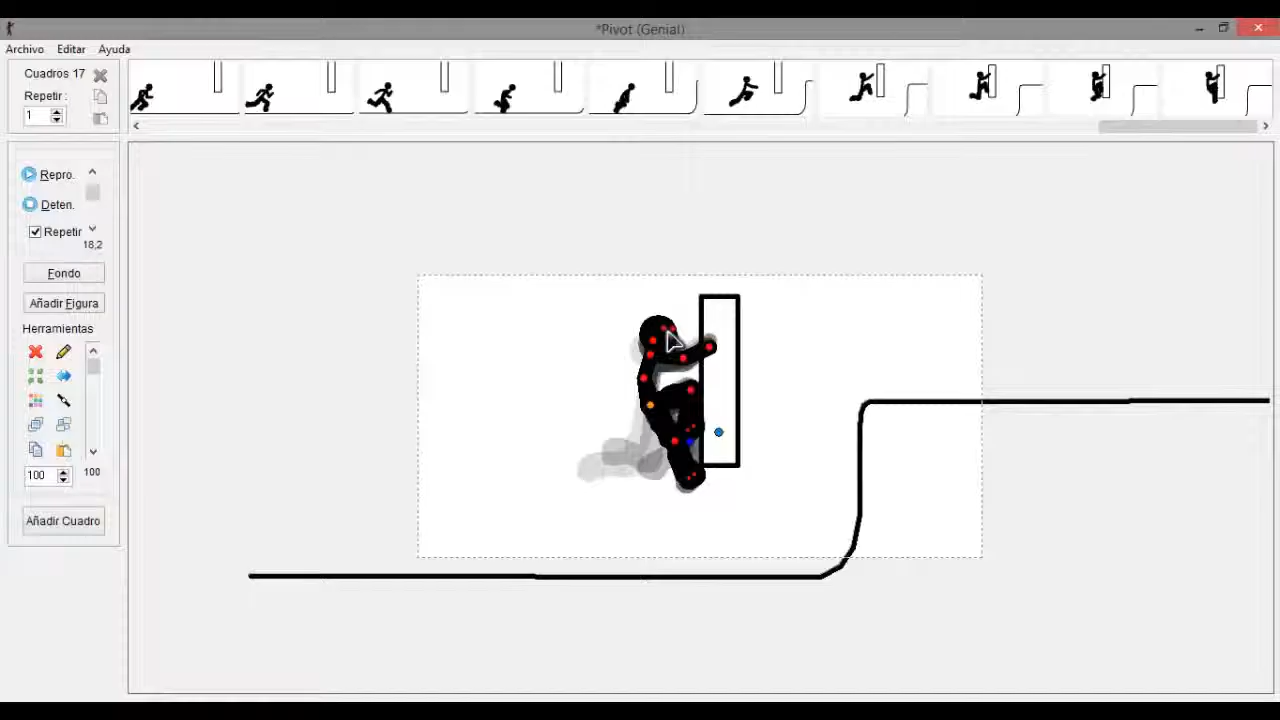 *Pivot (Genial)
Archivo Editar Ayuda
Cuadros 17
Repetir :
1
Repro.
Deten.
Repetir
18,2
Fondo
Añadir Figura
Herramientas
100 100
Añadir Cuadro